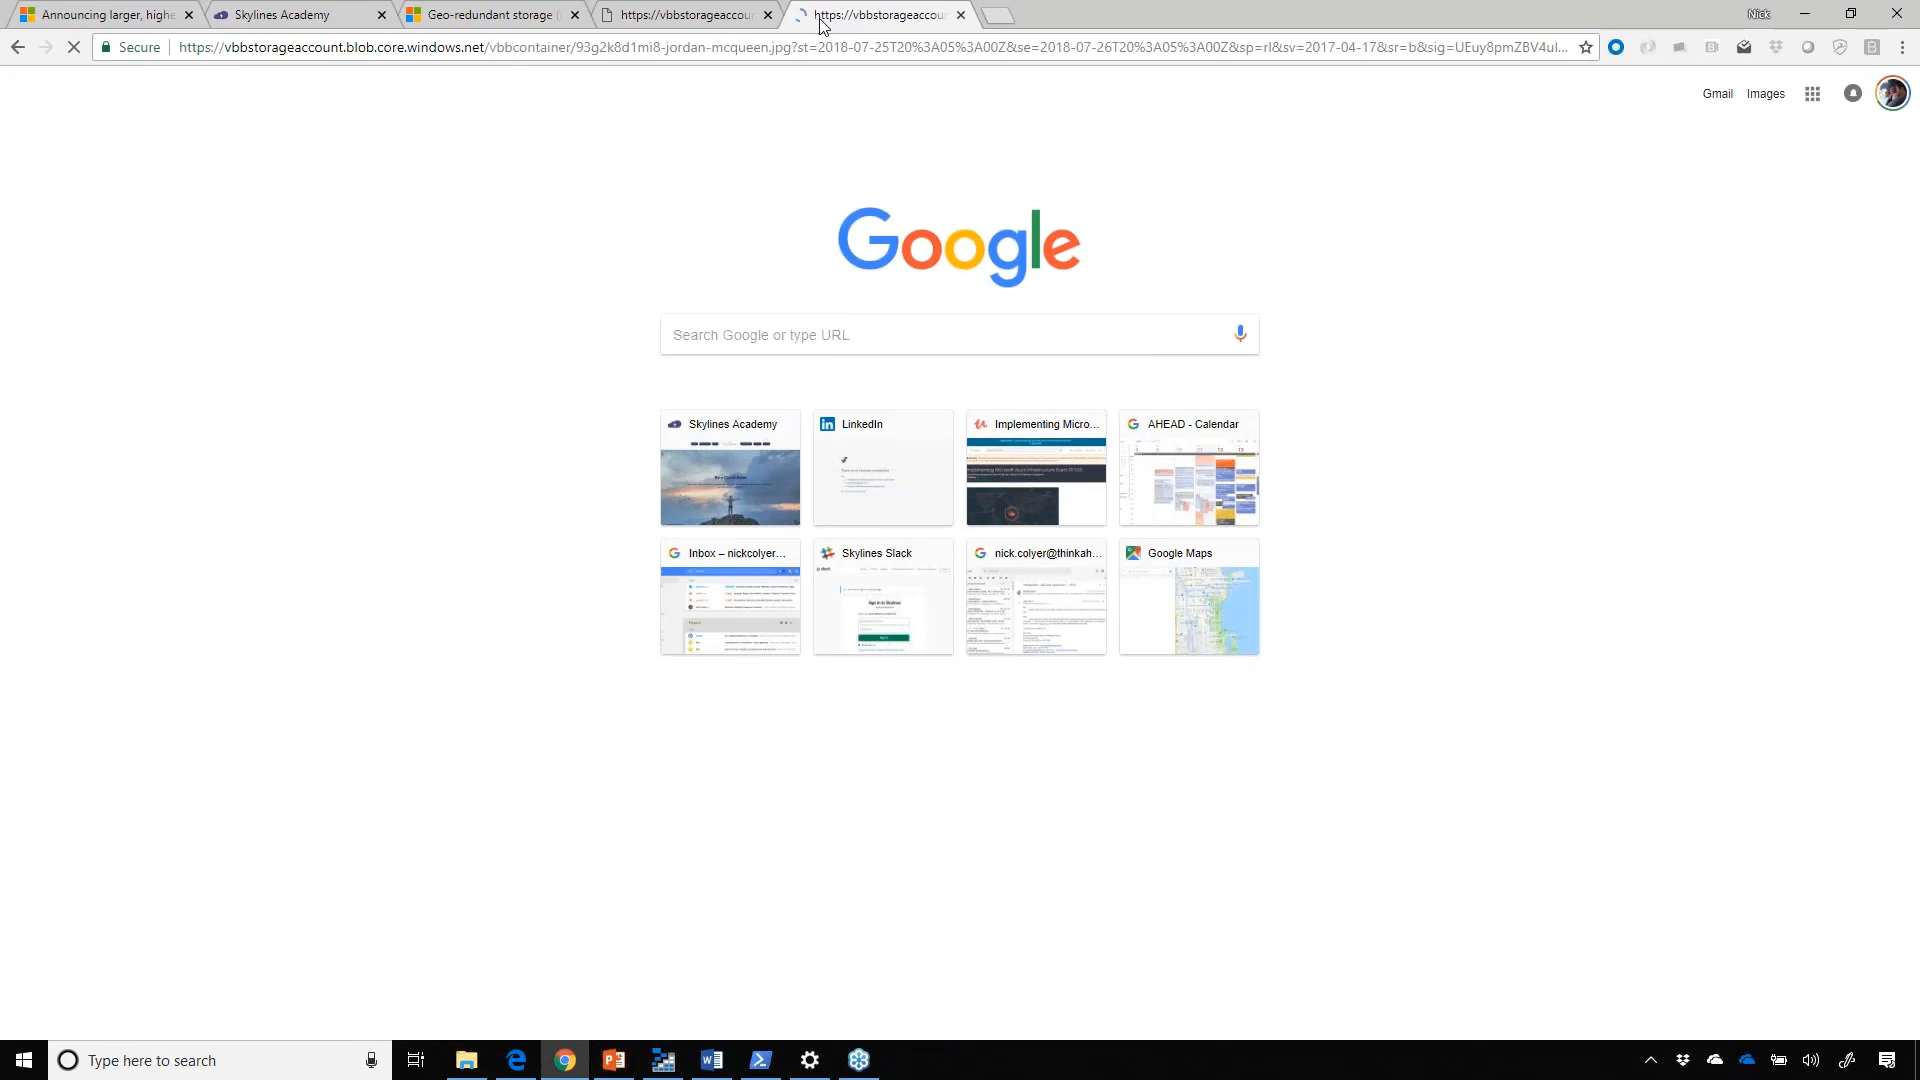 Announcing larger, highe
Skylines Academy
Geo-redundant storage (
https://vbbstorageaccou
https://vbbstorageaccou
Nick
Secure
https://vbbstorageaccount.blob.core.windows.net/vbbcontainer/93g2k8d1mi8-jordan-mcqueen.jpg?st=2018-07-25T20%3A05%3A00Z&se=2018-07-26T20%3A05%3A00Z&sp=rl&sv=2017-04-17&sr=b&sig=UEuy8pmZBV4uI...
Gmail
Images
Google
Search Google or type URL
Skylines Academy
LinkedIn
Implementing Micro...
AHEAD - Calendar
Inbox – nickcolyer...
Skylines Slack
nick.colyer@thinkah...
Google Maps
Type here to search